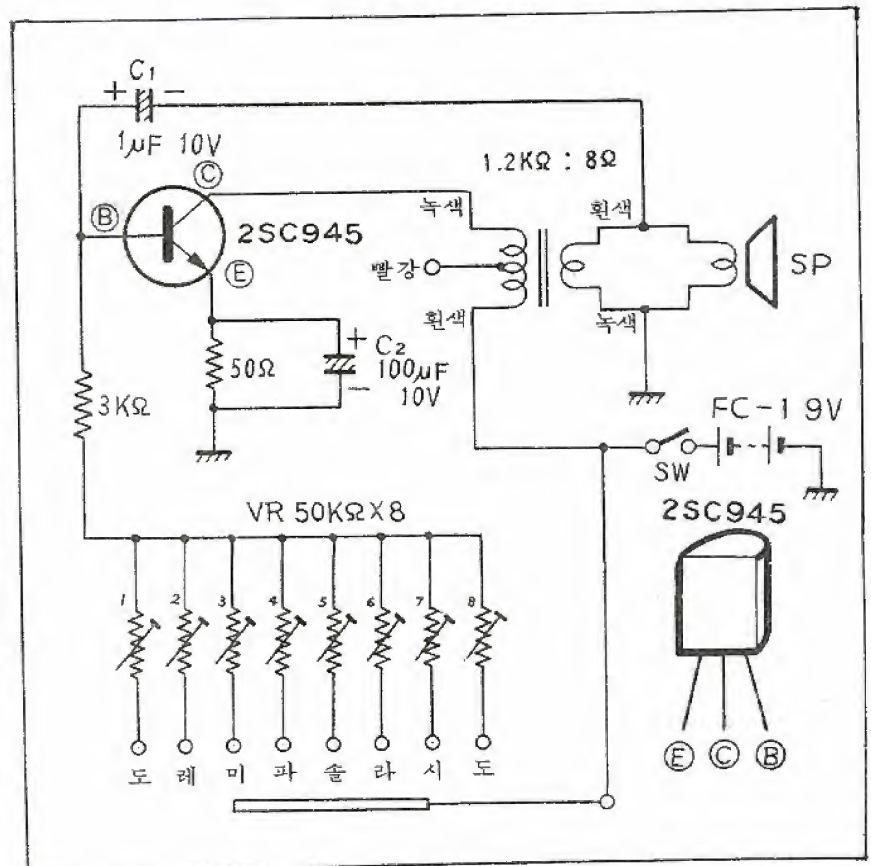 C1
+ -
1μF 10V
Ⓒ
Ⓑ
2SC945
Ⓔ
1.2KΩ : 8Ω
녹색
흰색
빨강
흰색
녹색
SP
50Ω
+
C2
100μF
-
10V
3KΩ
FC-1 9V
SW
VR 50KΩX8
2SC945
1 2 3 4 5 6 7 8
도 레 미 파 솔 라 시 도
Ⓔ Ⓒ Ⓑ